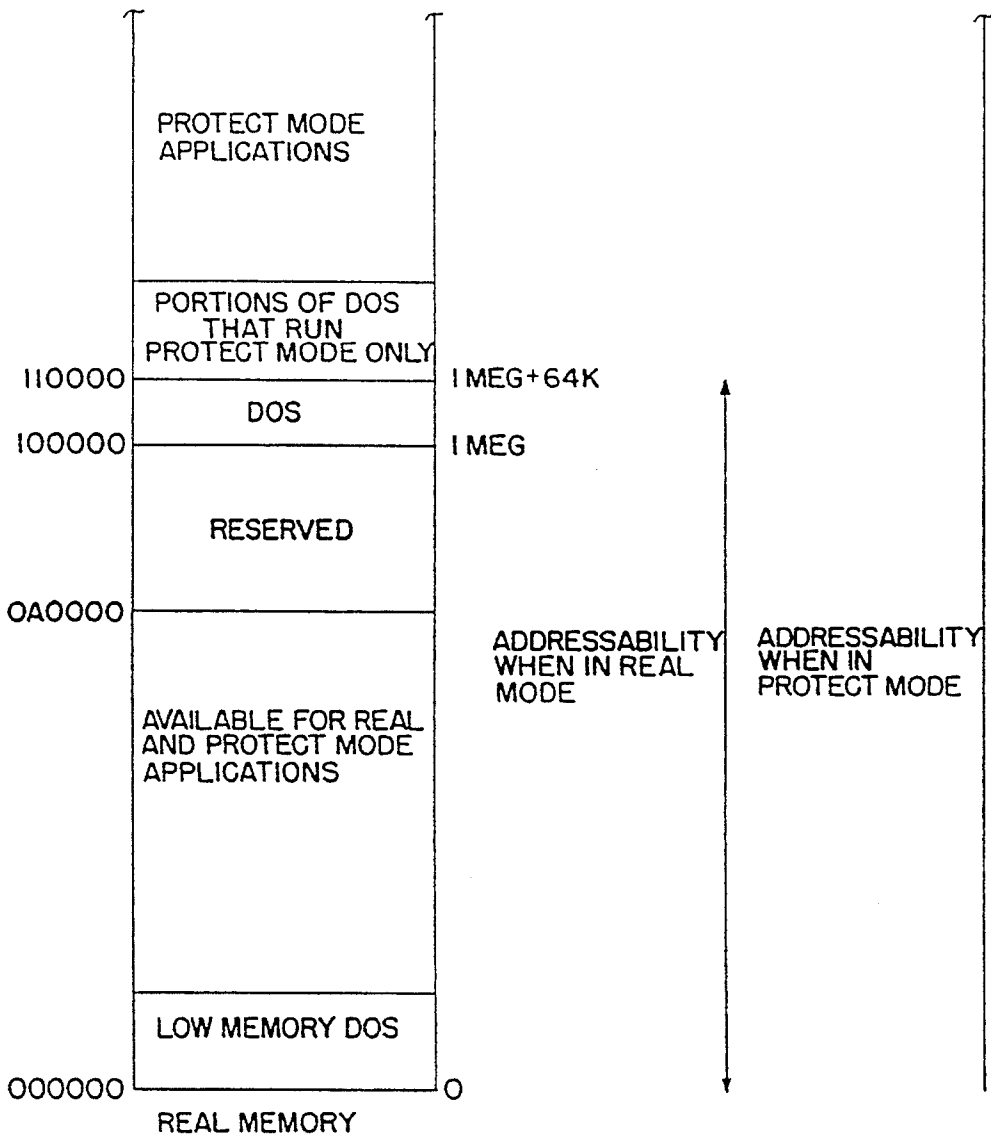 PROTECT MODE
APPLICATIONS
PORTIONS OF DOS
THAT RUN
PROTECT MODE ONLY
110000
1 MEG+64K
DOS
100000
1 MEG
RESERVED
0A0000
ADDRESSABILITY
WHEN IN REAL
MODE
ADDRESSABILITY
WHEN IN
PROTECT MODE
AVAILABLE FOR REAL
AND PROTECT MODE
APPLICATIONS
LOW MEMORY DOS
000000
0
REAL MEMORY